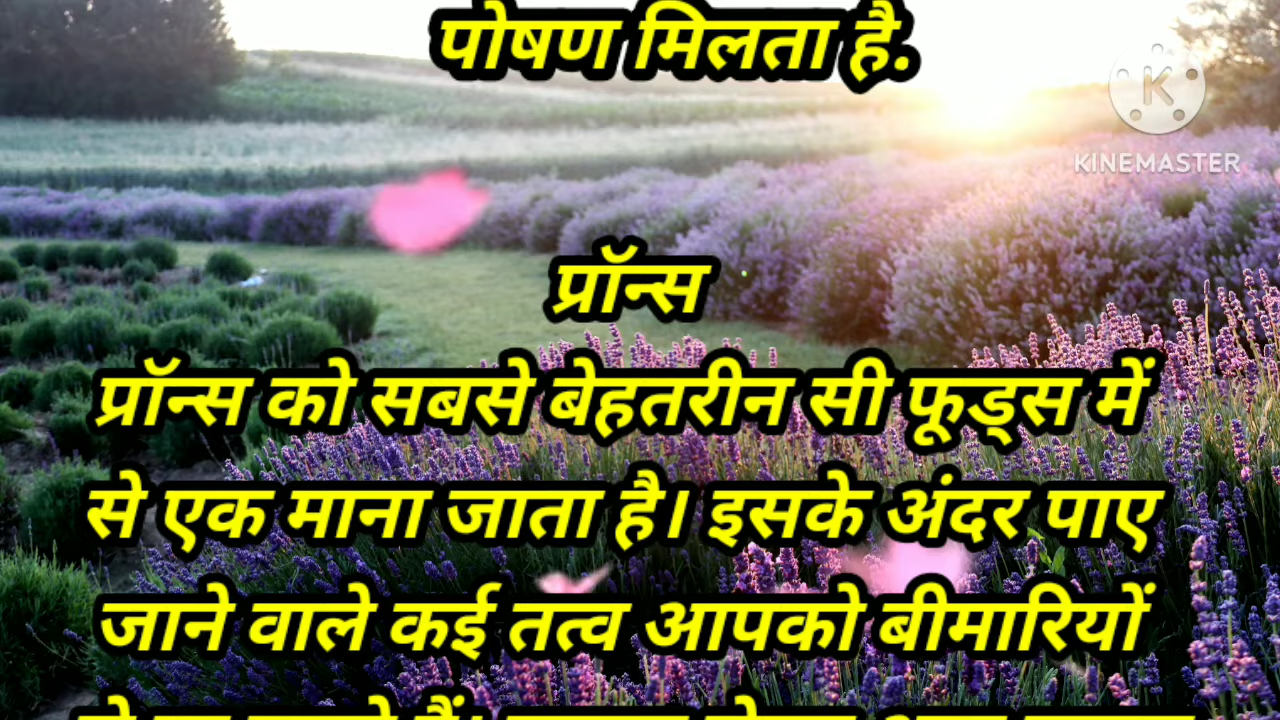 पोषण मिलता है.
K
KINEMASTER
प्रॉन्स
प्रॉन्स को सबसे बेहतरीन सी फूड्स में
से एक माना जाता है। इसके अंदर पाए
जाने वाले कई तत्व आपको बीमारियों